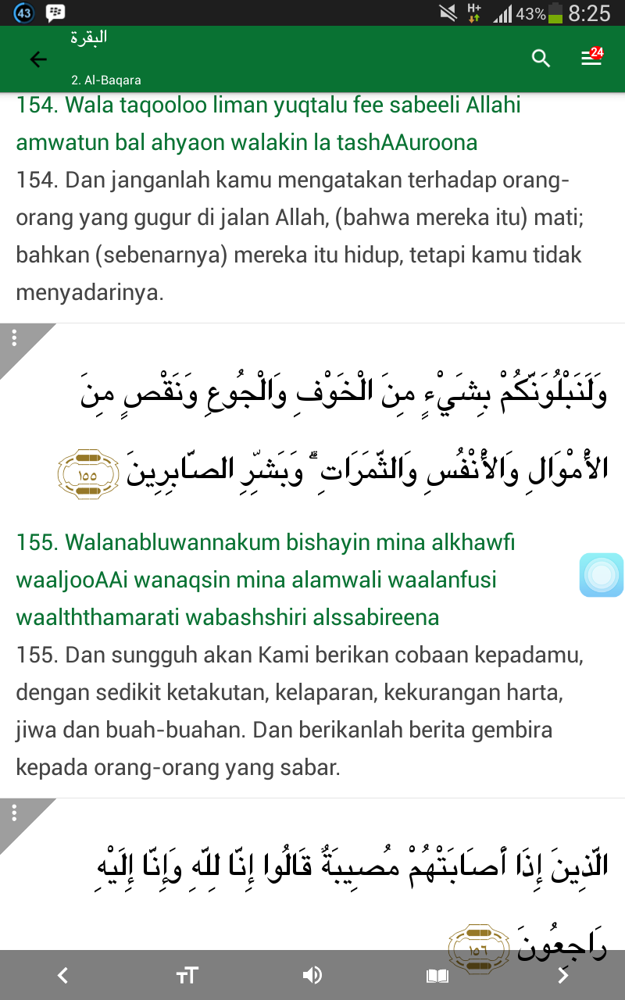 43
H+
43%
8:25
البقرة
2. Al-Baqara
24
154. Wala taqooloo liman yuqtalu fee sabeeli Allahi
amwatun bal ahyaon walakin la tashAAuroona
154. Dan janganlah kamu mengatakan terhadap orang-
orang yang gugur di jalan Allah, (bahwa mereka itu) mati;
bahkan (sebenarnya) mereka itu hidup, tetapi kamu tidak
menyadarinya.
وَلَنَبْلُوَنَّكُمْ بِشَيْءٍ مِنَ الْخَوْفِ وَالْجُوعِ وَنَقْصٍ مِنَ
الأَمْوَالِ وَالأَنْفُسِ وَالثَّمَرَاتِ ۗ وَبَشِّرِ الصَّابِرِينَ ١٥٥
155. Walanabluwannakum bishayin mina alkhawfi
waaljooAAi wanaqsin mina alamwali waalanfusi
waalththamarati wabashshiri alssabireena
155. Dan sungguh akan Kami berikan cobaan kepadamu,
dengan sedikit ketakutan, kelaparan, kekurangan harta,
jiwa dan buah-buahan. Dan berikanlah berita gembira
kepada orang-orang yang sabar.
الَّذِينَ إِذَا أَصَابَتْهُمْ مُصِيبَةٌ قَالُوا إِنَّا لِلَّهِ وَإِنَّا إِلَيْهِ
رَاجِعُونَ ١٥٦
TT